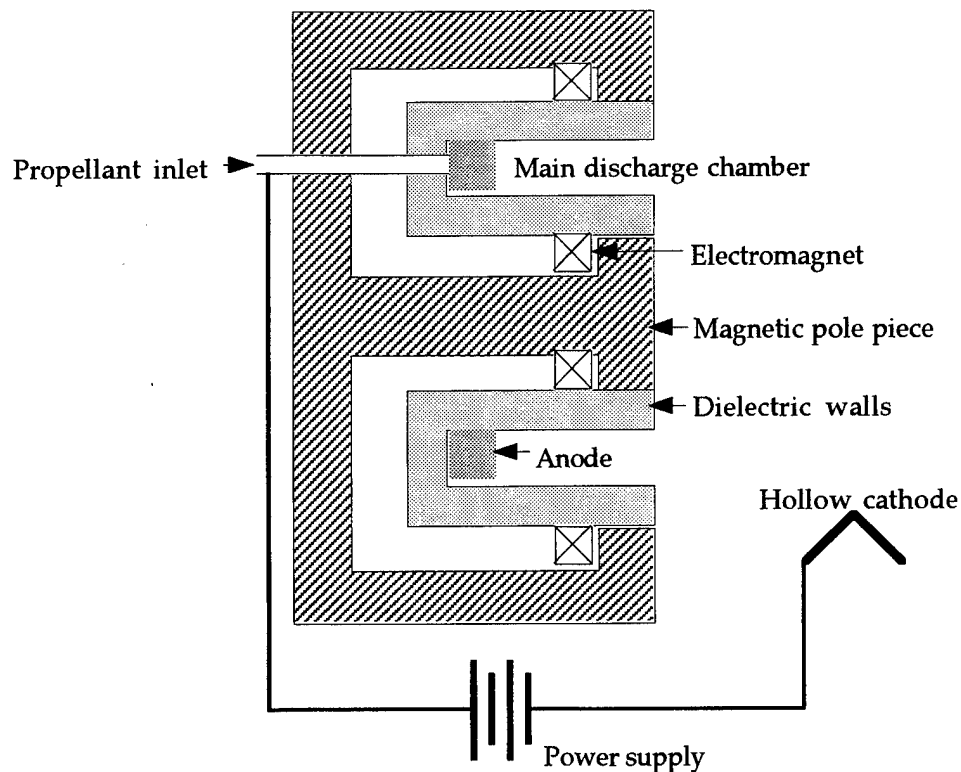 Propellant inlet
Main discharge chamber
Electromagnet
Magnetic pole piece
Dielectric walls
Anode
Hollow cathode
Power supply